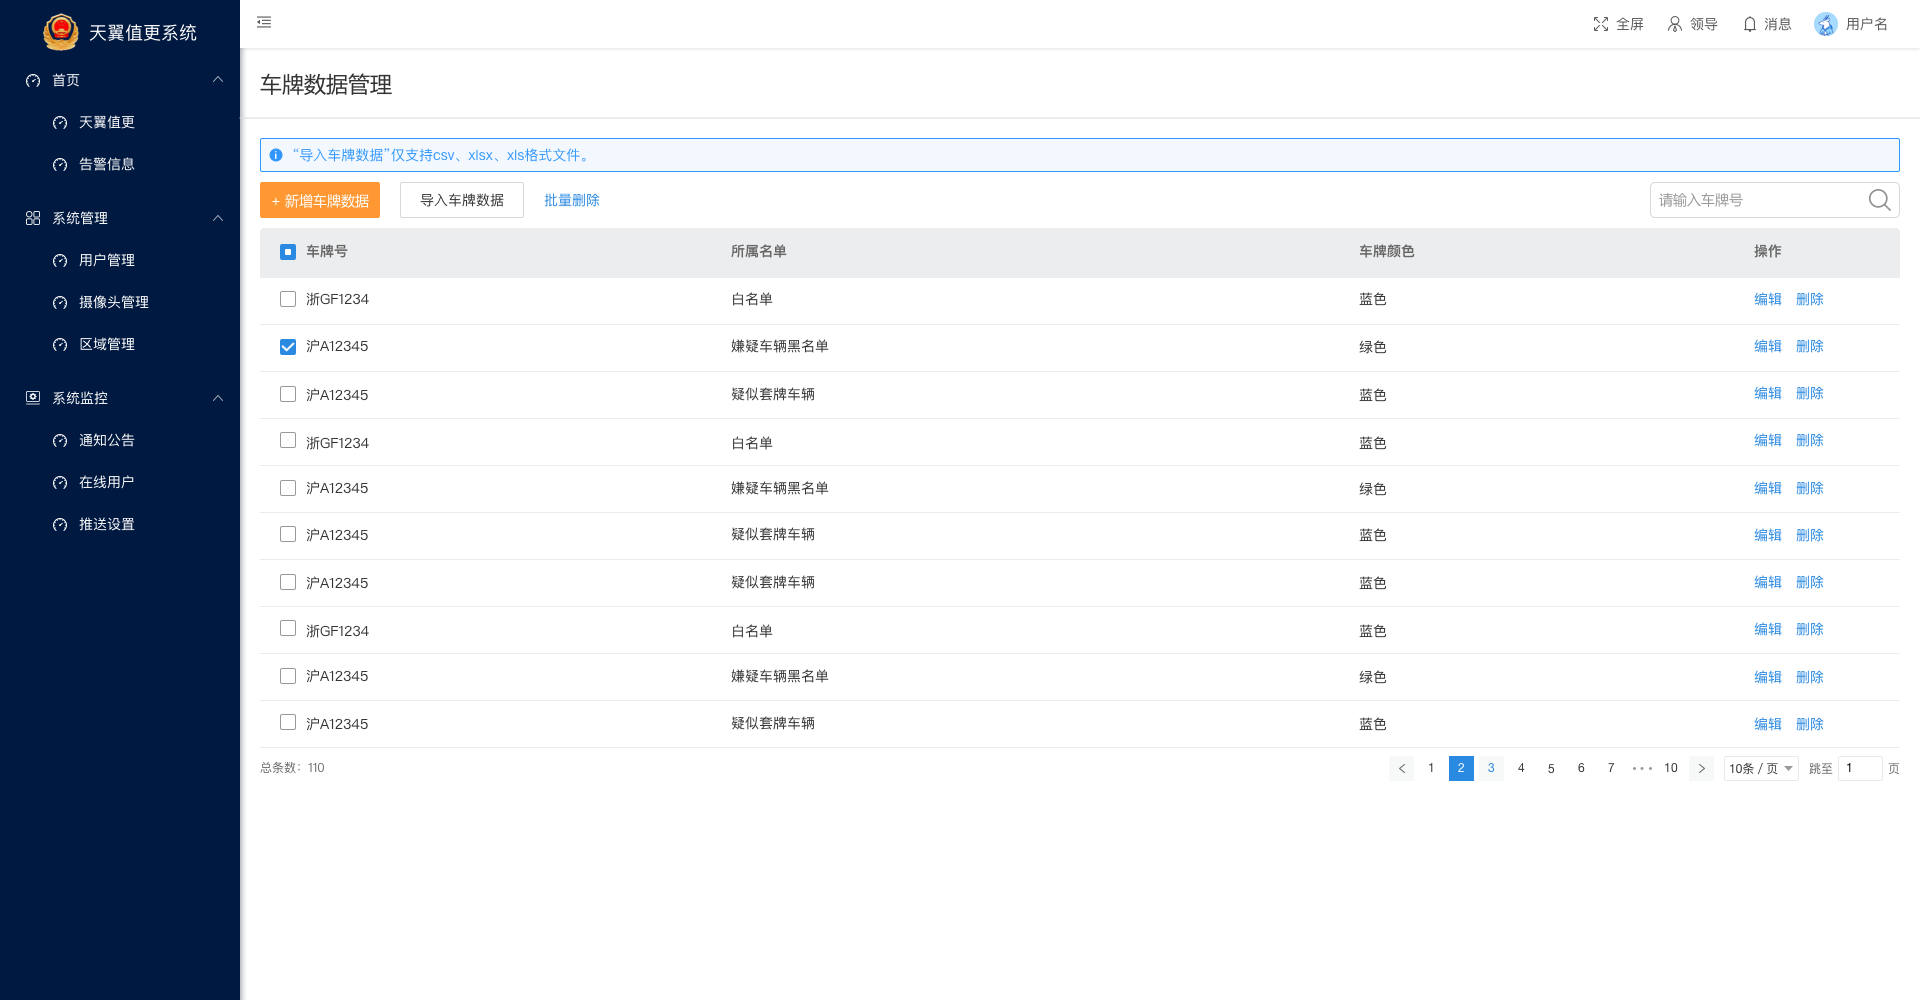 天翼值更系统
首页
天翼值更
告警信息
系统管理
用户管理
摄像头管理
区域管理
系统监控
通知公告
在线用户
推送设置
全屏 领导 消息 用户名
车牌数据管理
“导入车牌数据”仅支持csv、xlsx、xls格式文件。
+ 新增车牌数据 导入车牌数据 批量删除 请输入车牌号
车牌号 所属名单 车牌颜色 操作
浙GF1234 白名单 蓝色 编辑 删除
沪A12345 嫌疑车辆黑名单 绿色 编辑 删除
沪A12345 疑似套牌车辆 蓝色 编辑 删除
浙GF1234 白名单 蓝色 编辑 删除
沪A12345 嫌疑车辆黑名单 绿色 编辑 删除
沪A12345 疑似套牌车辆 蓝色 编辑 删除
沪A12345 疑似套牌车辆 蓝色 编辑 删除
浙GF1234 白名单 蓝色 编辑 删除
沪A12345 嫌疑车辆黑名单 绿色 编辑 删除
沪A12345 疑似套牌车辆 蓝色 编辑 删除
总条数：110 < 1 2 3 4 5 6 7 ••• 10 > 10条 / 页 跳至 1 页